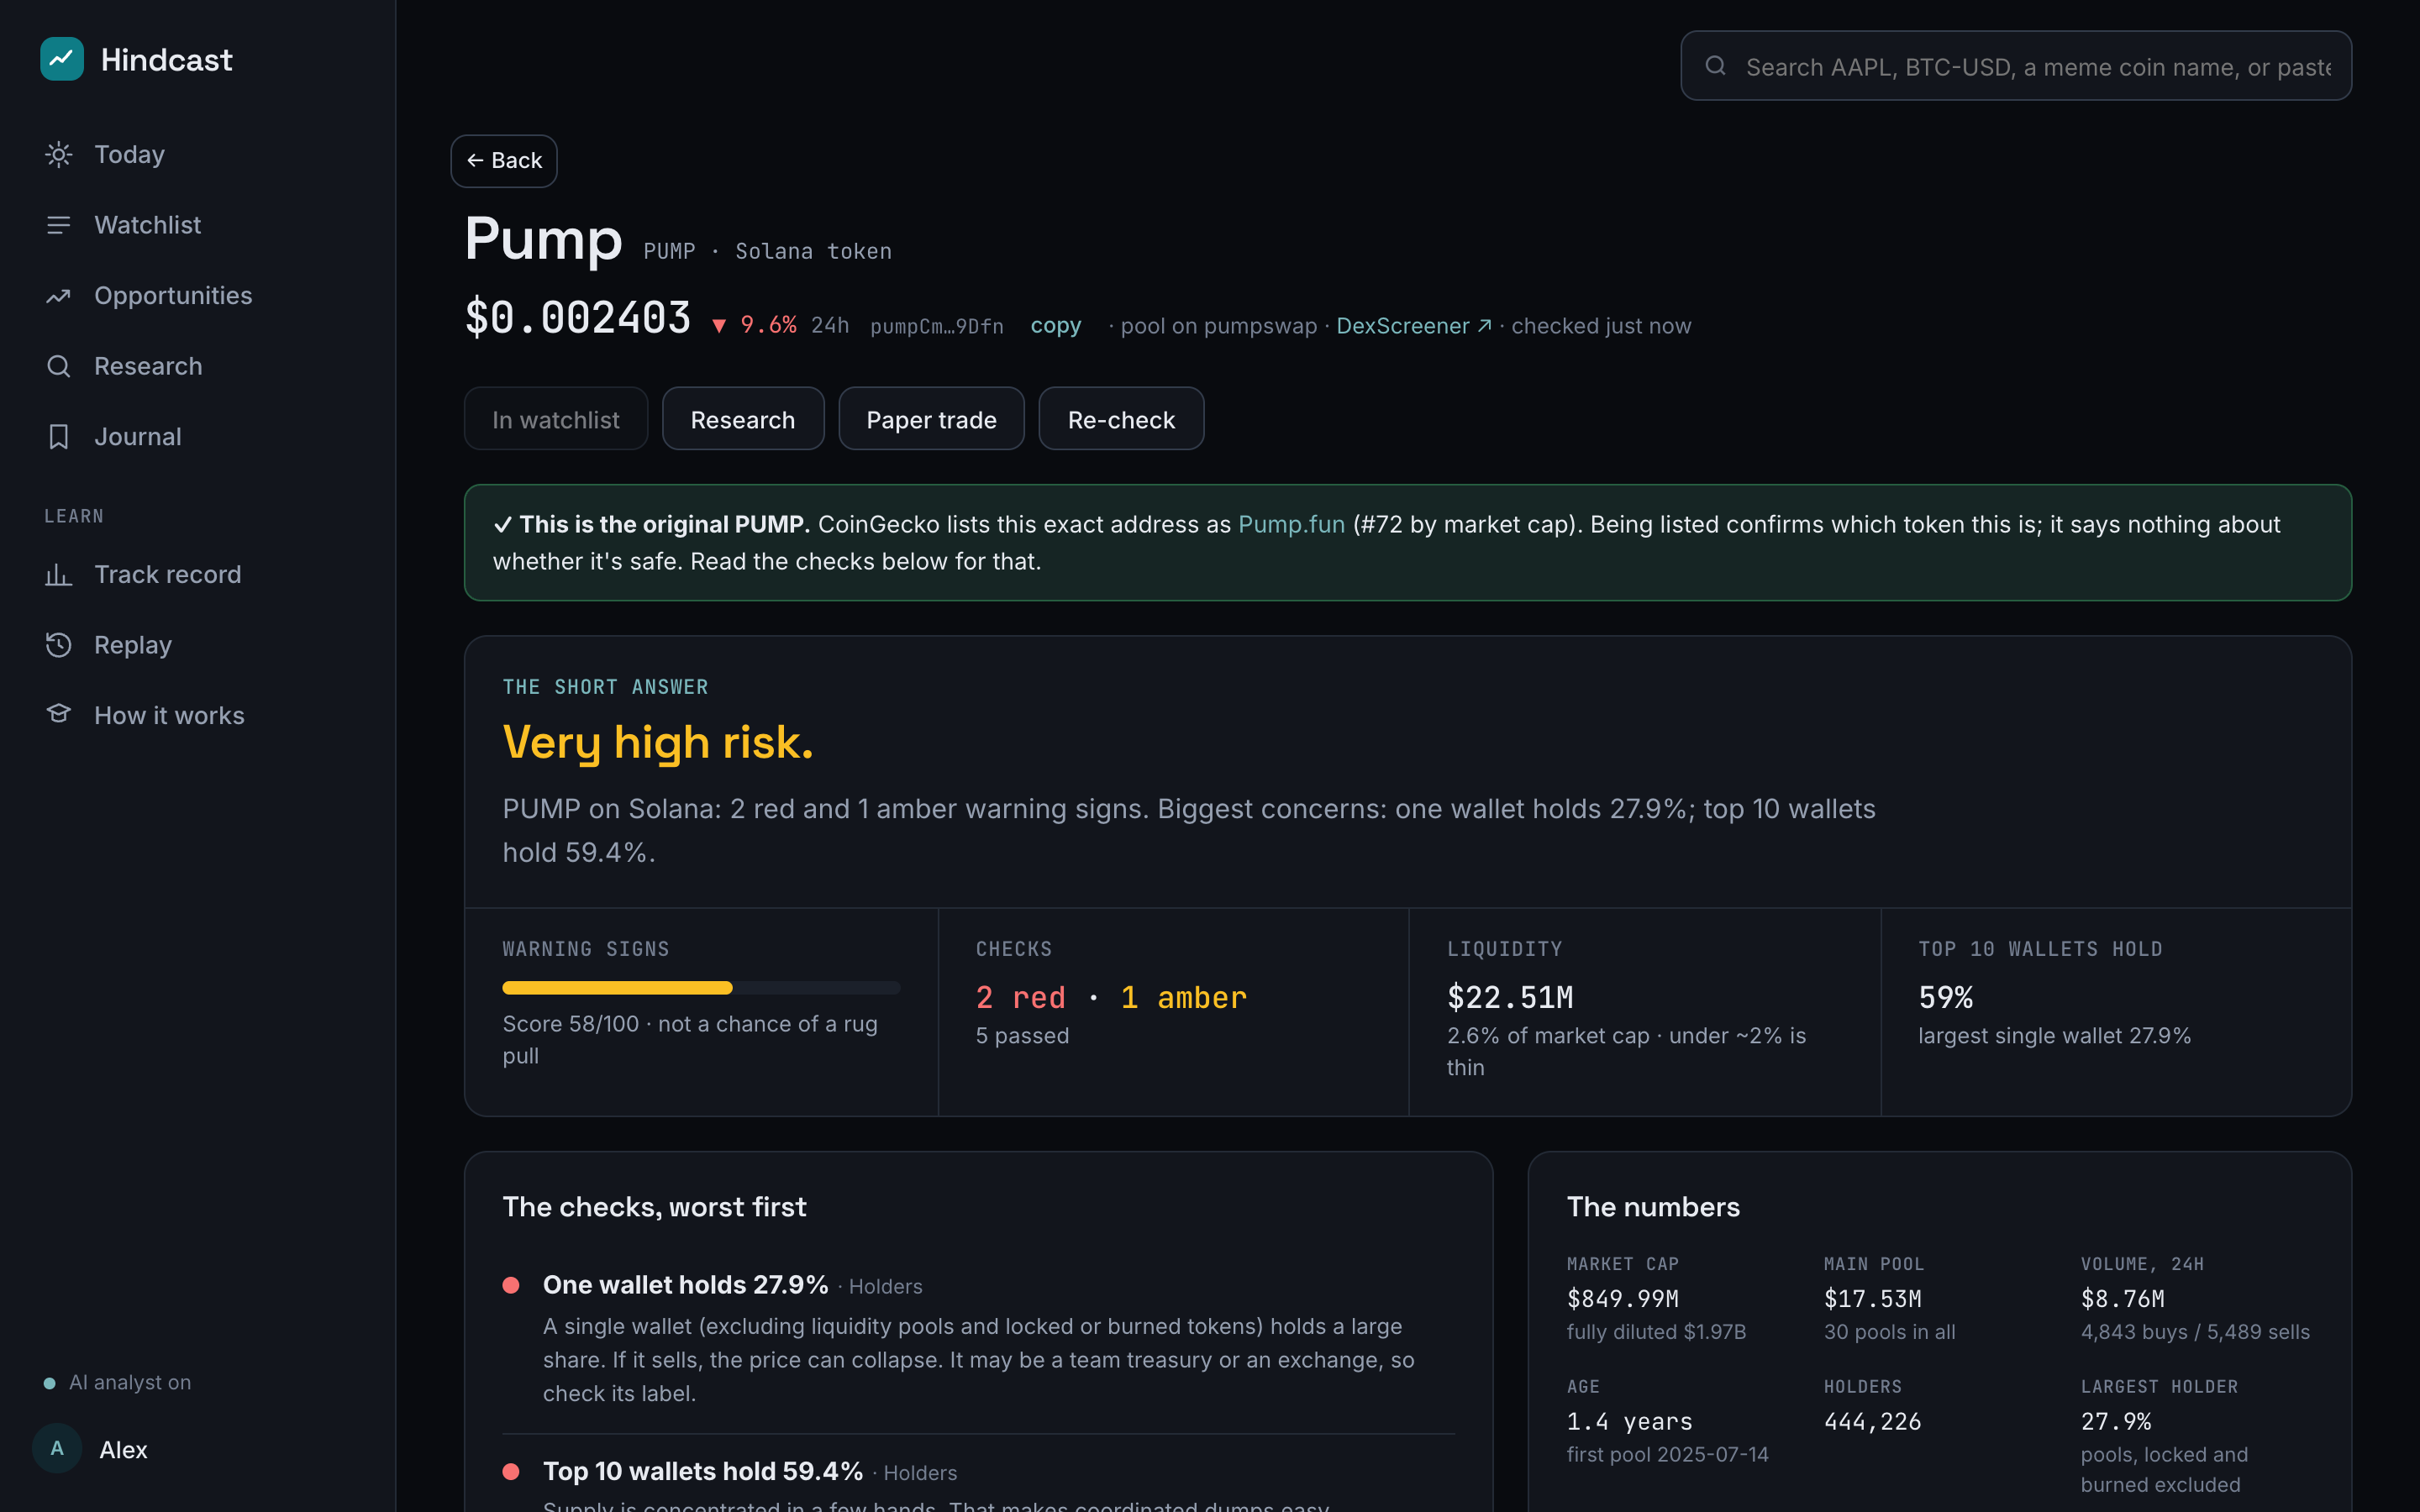 Hindcast
Search AAPL, BTC-USD, a meme coin name, or paste
Today
Watchlist
Opportunities
Research
Journal
LEARN
Track record
Replay
How it works
AI analyst on
A
Alex
← Back
Pump PUMP · Solana token
$0.002403 ▼ 9.6% 24h pumpCm…9Dfn copy · pool on pumpswap · DexScreener ↗ · checked just now
In watchlist
Research
Paper trade
Re-check
✓ This is the original PUMP. CoinGecko lists this exact address as Pump.fun (#72 by market cap). Being listed confirms which token this is; it says nothing about
whether it's safe. Read the checks below for that.
THE SHORT ANSWER
Very high risk.
PUMP on Solana: 2 red and 1 amber warning signs. Biggest concerns: one wallet holds 27.9%; top 10 wallets
hold 59.4%.
WARNING SIGNS
Score 58/100 · not a chance of a rug
pull
CHECKS
2 red · 1 amber
5 passed
LIQUIDITY
$22.51M
2.6% of market cap · under ~2% is
thin
TOP 10 WALLETS HOLD
59%
largest single wallet 27.9%
The checks, worst first
One wallet holds 27.9% · Holders
A single wallet (excluding liquidity pools and locked or burned tokens) holds a large
share. If it sells, the price can collapse. It may be a team treasury or an exchange, so
check its label.
Top 10 wallets hold 59.4% · Holders
Supply is concentrated in a few hands. That makes coordinated dumps easy.
The numbers
MARKET CAP
$849.99M
fully diluted $1.97B
MAIN POOL
$17.53M
30 pools in all
VOLUME, 24H
$8.76M
4,843 buys / 5,489 sells
AGE
1.4 years
first pool 2025-07-14
HOLDERS
444,226
LARGEST HOLDER
27.9%
pools, locked and
burned excluded